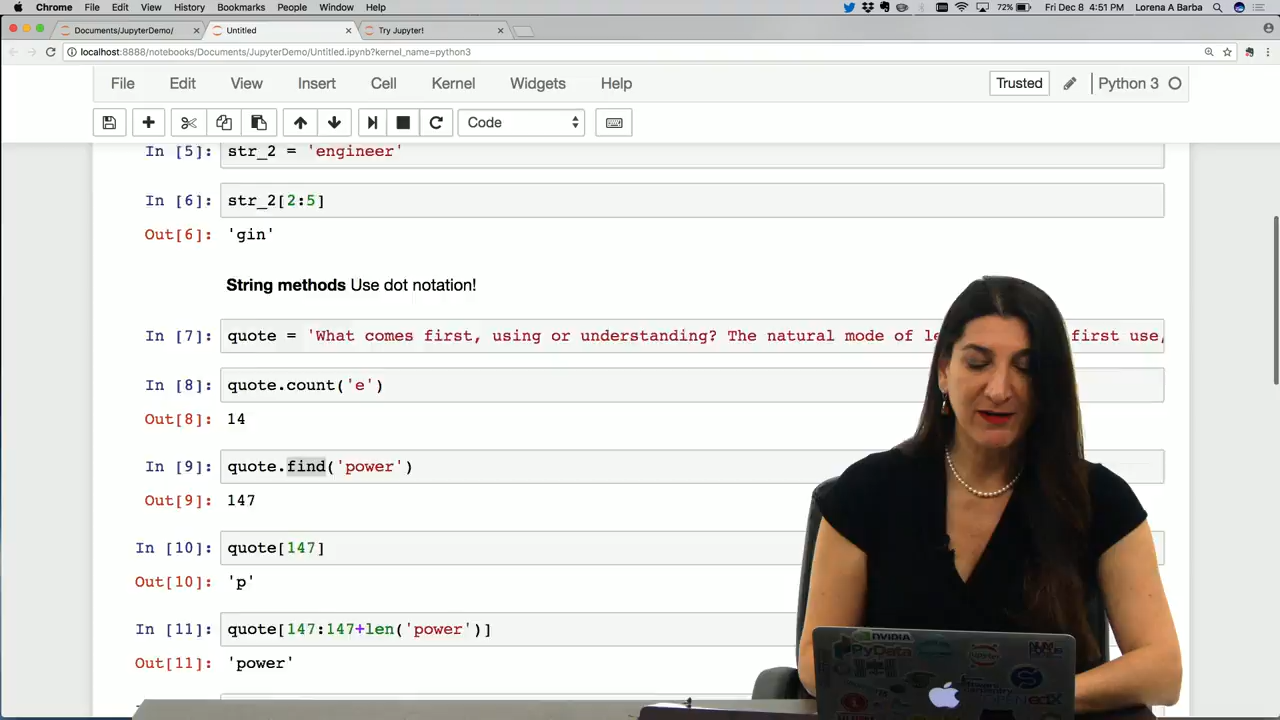 Chrome File Edit View History Bookmarks People Window Help 72% Fri Dec 8 4:51 PM Lorena A Barba
Documents/JupyterDemo/ Untitled Try Jupyter!
localhost:8888/notebooks/Documents/JupyterDemo/Untitled.ipynb?kernel_name=python3
File Edit View Insert Cell Kernel Widgets Help Trusted Python 3
Code
In [5]: str_2 = 'engineer'
In [6]: str_2[2:5]
Out[6]: 'gin'
String methods Use dot notation!
In [7]: quote = 'What comes first, using or understanding? The natural mode of first use,
In [8]: quote.count('e')
Out[8]: 14
In [9]: quote.find('power')
Out[9]: 147
In [10]: quote[147]
Out[10]: 'p'
In [11]: quote[147:147+len('power')]
Out[11]: 'power'
NVIDIA
PyData